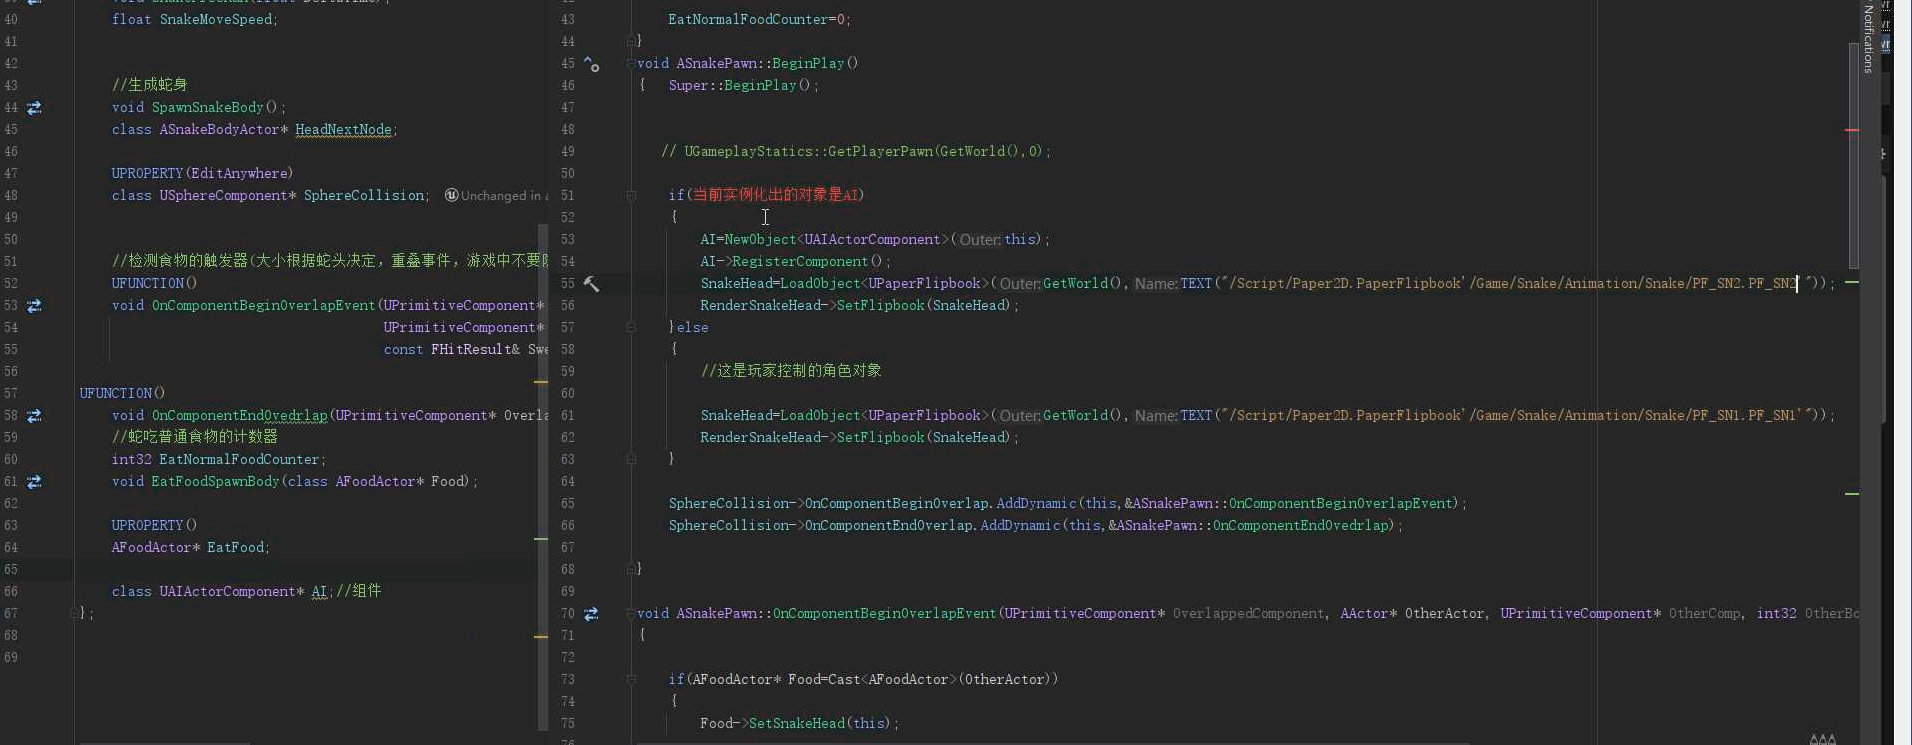 40 float SnakeMoveSpeed;
41
42
43 //生成蛇身
44 void SpawnSnakeBody();
45 class ASnakeBodyActor* HeadNextNode;
46
47 UPROPERTY(EditAnywhere)
48 class USphereComponent* SphereCollision; Unchanged in a
49
50
51 //检测食物的触发器(大小根据蛇头决定，重叠事件，游戏中不要
52 UFUNCTION()
53 void OnComponentBeginOverlapEvent(UPrimitiveComponent*
54 UPrimitiveComponent*
55 const FHitResult& Swe
56
57 UFUNCTION()
58 void OnComponentEndOvedrlap(UPrimitiveComponent* Overla
59 //蛇吃普通食物的计数器
60 int32 EatNormalFoodCounter;
61 void EatFoodSpawnBody(class AFoodActor* Food);
62
63 UPROPERTY()
64 AFoodActor* EatFood;
65
66 class UAIActorComponent* AI;//组件
67 };
68
69
43 EatNormalFoodCounter=0;
44 }
45 void ASnakePawn::BeginPlay()
46 { Super::BeginPlay();
47
48
49 // UGameplayStatics::GetPlayerPawn(GetWorld(),0);
50
51 if(当前实例化出的对象是AI)
52 {
53 AI=NewObject<UAIActorComponent>(Outer:this);
54 AI->RegisterComponent();
55 SnakeHead=LoadObject<UPaperFlipbook>(Outer:GetWorld(),Name:TEXT("/Script/Paper2D.PaperFlipbook'/Game/Snake/Animation/Snake/PF_SN2.PF_SN2'"));
56 RenderSnakeHead->SetFlipbook(SnakeHead);
57 }else
58 {
59 //这是玩家控制的角色对象
60
61 SnakeHead=LoadObject<UPaperFlipbook>(Outer:GetWorld(),Name:TEXT("/Script/Paper2D.PaperFlipbook'/Game/Snake/Animation/Snake/PF_SN1.PF_SN1'"));
62 RenderSnakeHead->SetFlipbook(SnakeHead);
63 }
64
65 SphereCollision->OnComponentBeginOverlap.AddDynamic(this,&ASnakePawn::OnComponentBeginOverlapEvent);
66 SphereCollision->OnComponentEndOverlap.AddDynamic(this,&ASnakePawn::OnComponentEndOvedrlap);
67
68 }
69
70 void ASnakePawn::OnComponentBeginOverlapEvent(UPrimitiveComponent* OverlappedComponent, AActor* OtherActor, UPrimitiveComponent* OtherComp, int32 OtherBo
71 {
72
73 if(AFoodActor* Food=Cast<AFoodActor>(OtherActor))
74 {
75 Food->SetSnakeHead(this);
Notifications